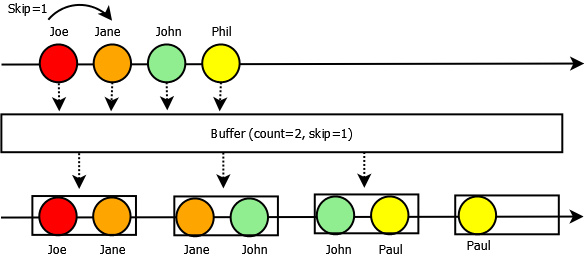 Skip=1
Joe Jane John Phil
Buffer (count=2, skip=1)
Joe Jane Jane John John Paul Paul